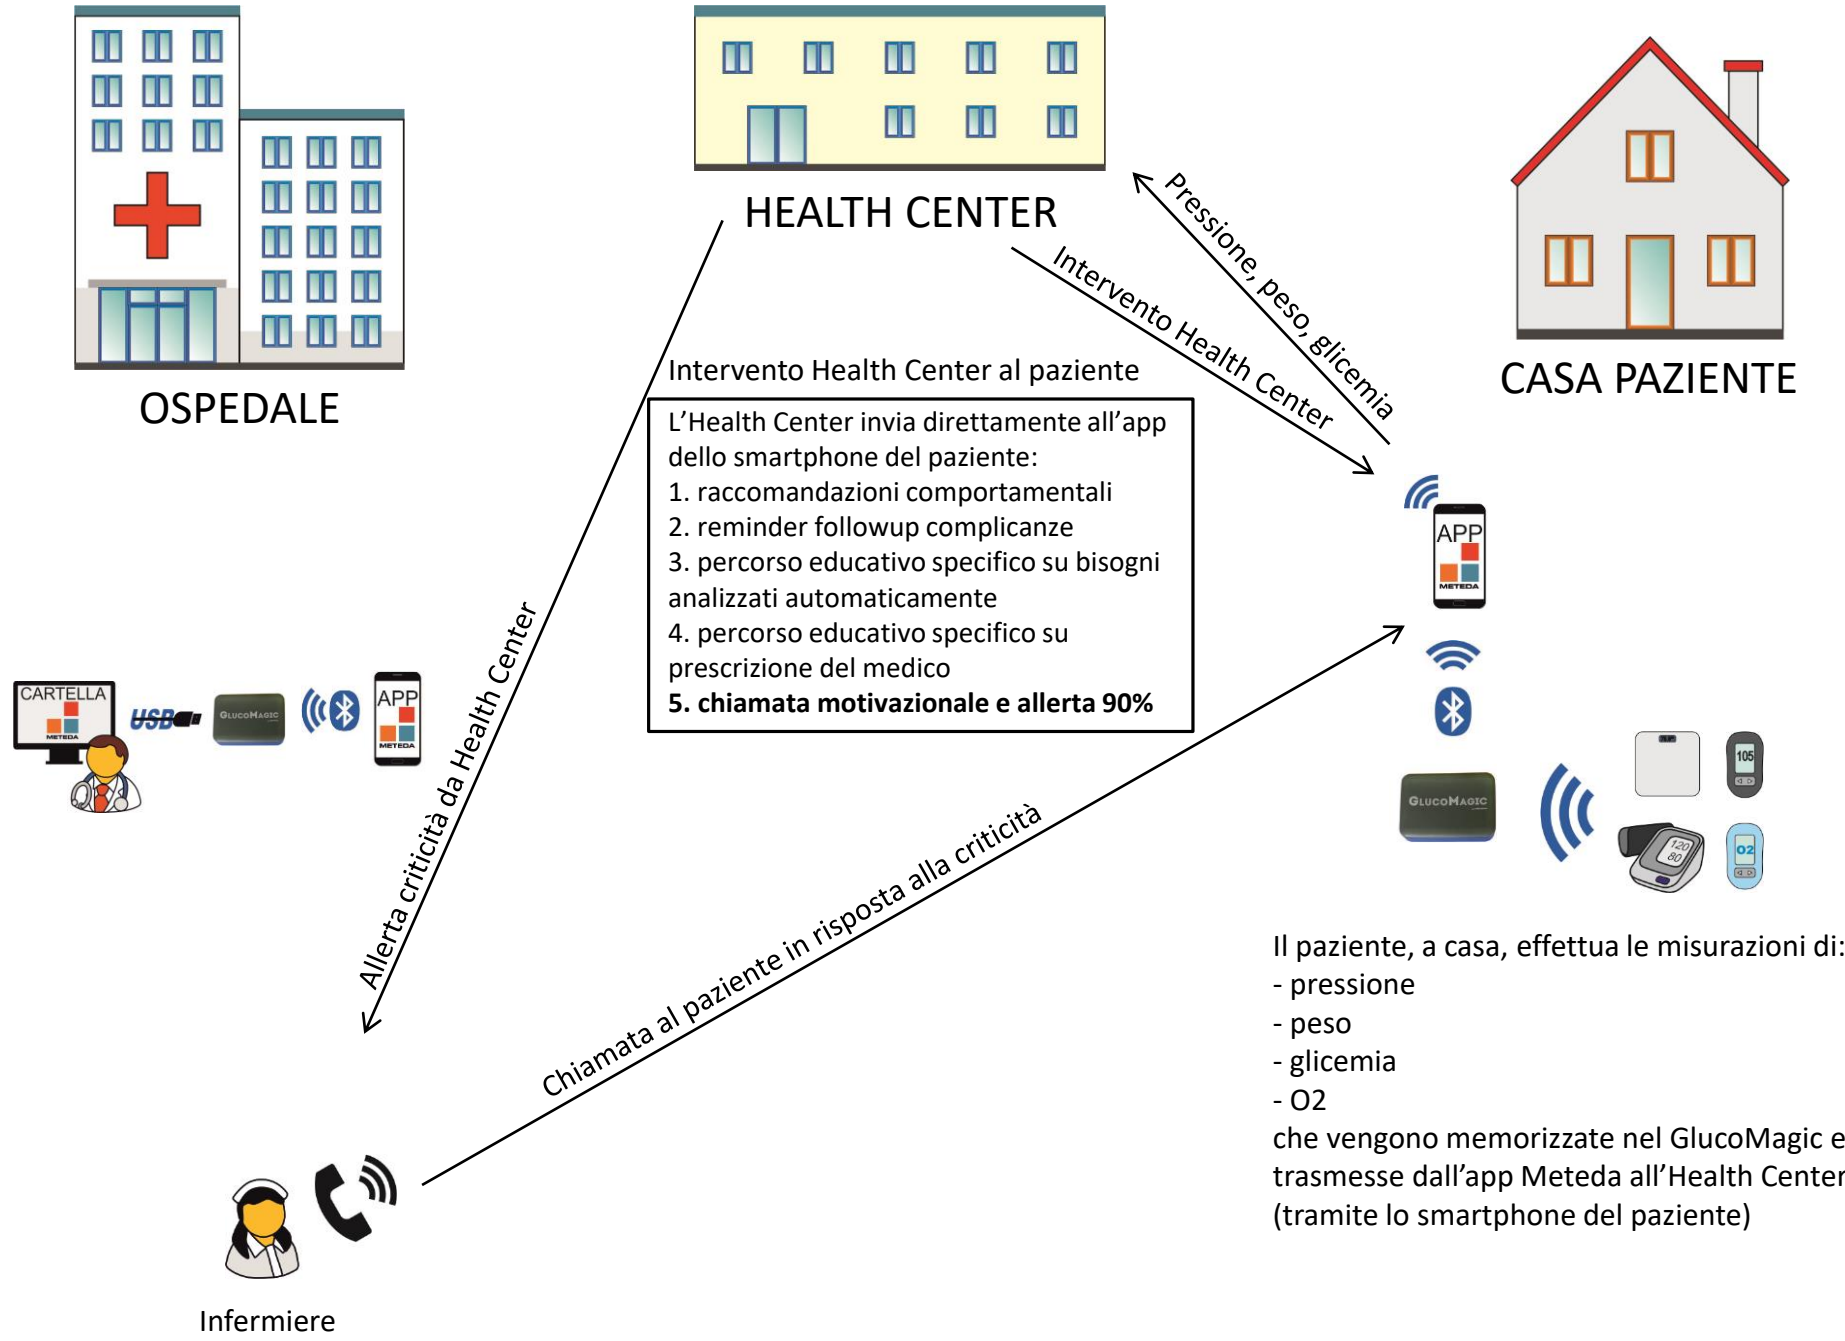 HEALTH CENTER
OSPEDALE
CASA PAZIENTE
Pressione, peso, glicemia
Intervento Health Center
Intervento Health Center al paziente
L’Health Center invia direttamente all’app
dello smartphone del paziente:
1. raccomandazioni comportamentali
2. reminder followup complicanze
3. percorso educativo specifico su bisogni
analizzati automaticamente
4. percorso educativo specifico su
prescrizione del medico
5. chiamata motivazionale e allerta 90%
Allerta criticità da Health Center
Chiamata al paziente in risposta alla criticità
CARTELLA
METEDA
USB
GLUCOMAGIC
APP
METEDA
APP
METEDA
GLUCOMAGIC
105
120
80
O2
Il paziente, a casa, effettua le misurazioni di:
- pressione
- peso
- glicemia
- O2
che vengono memorizzate nel GlucoMagic e
trasmesse dall’app Meteda all’Health Center
(tramite lo smartphone del paziente)
Infermiere